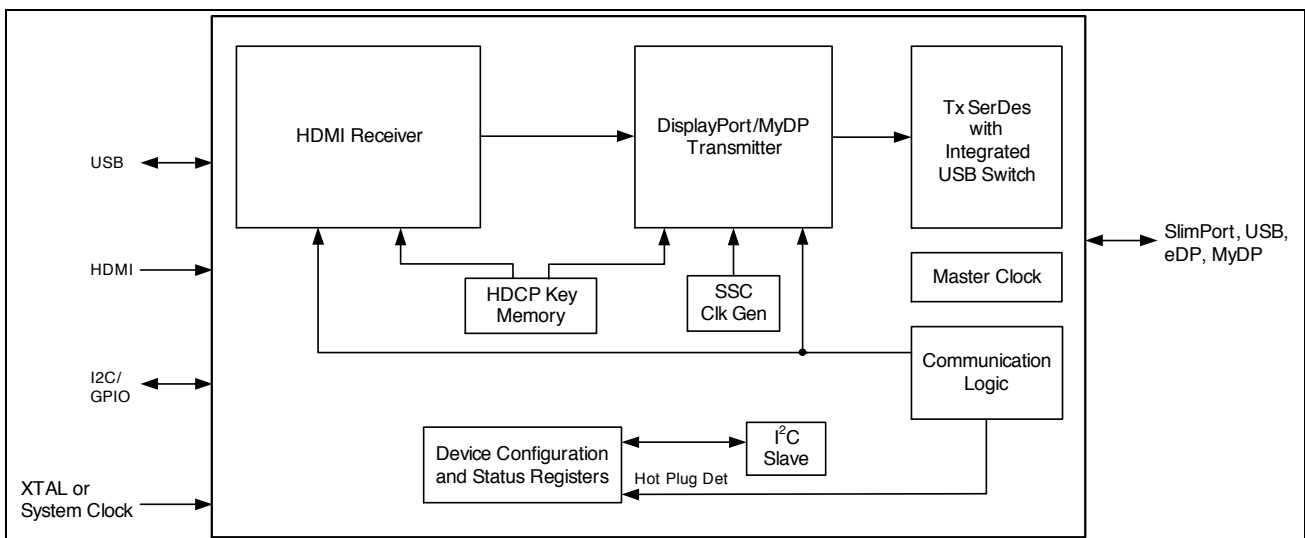 HDMI Receiver
DisplayPort/MyDP
Transmitter
Tx SerDes
with
Integrated
USB Switch
USB
SlimPort, USB,
eDP, MyDP
HDMI
Master Clock
HDCP Key
Memory
SSC
Clk Gen
I2C/
GPIO
Communication
Logic
Device Configuration
and Status Registers
I²C
Slave
Hot Plug Det
XTAL or
System Clock